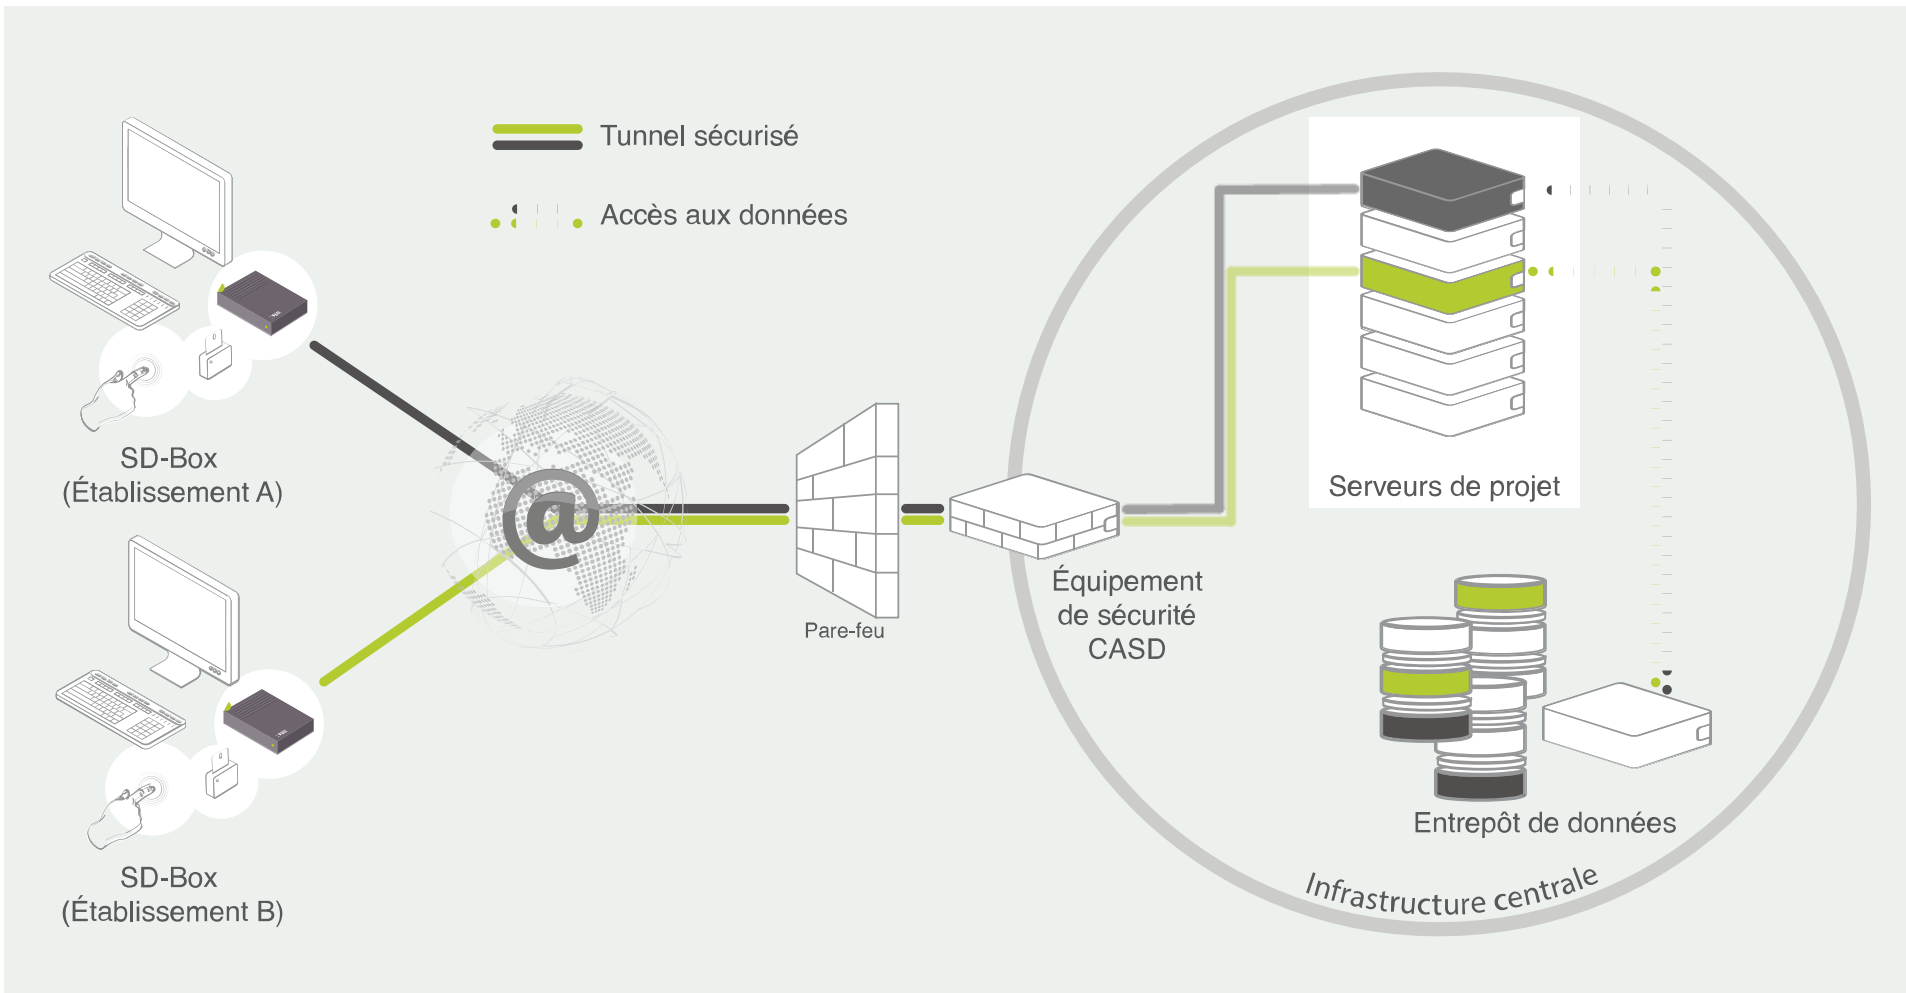 Tunnel sécurisé
Accès aux données
SD-Box
(Établissement A)
SD-Box
(Établissement B)
@
Pare-feu
Équipement
de sécurité
CASD
Serveurs de projet
Entrepôt de données
Infrastructure centrale